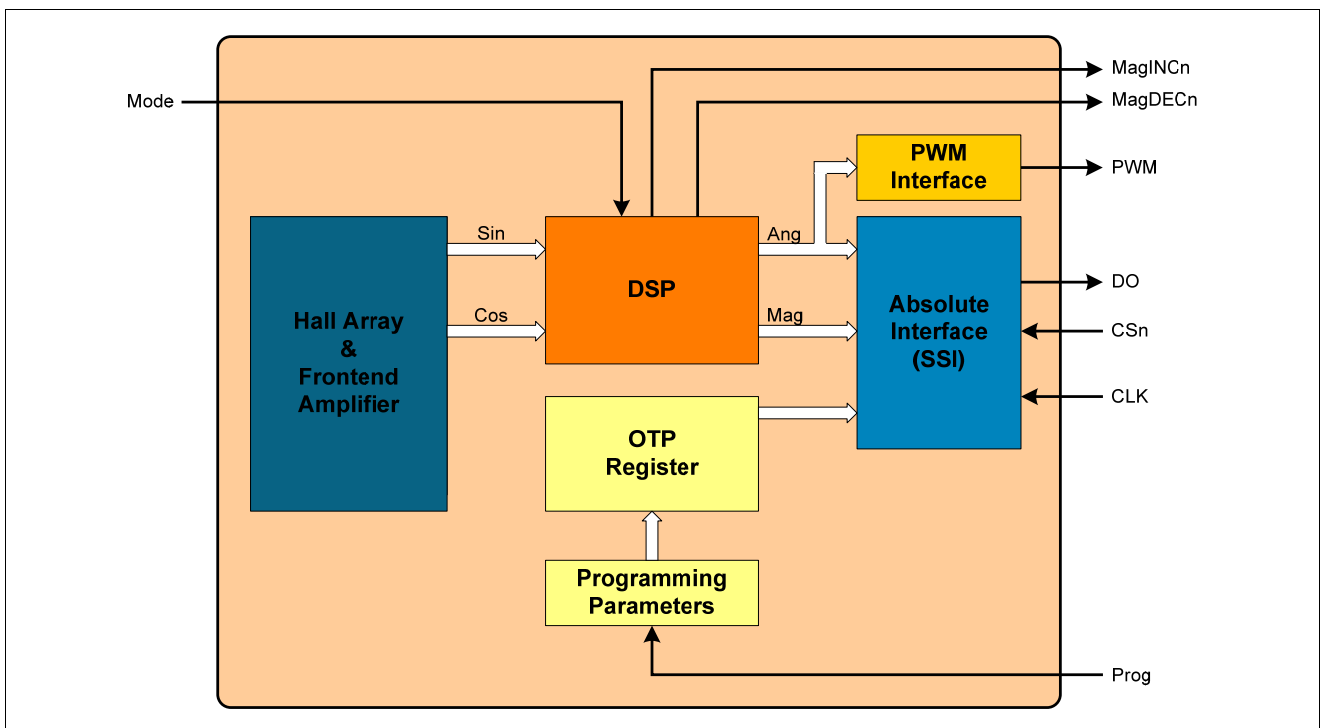 MagINCn
Mode
MagDECn
PWM
Interface
PWM
Sin
Ang
DSP
DO
Hall Array
&
Frontend
Amplifier
Cos
Mag
Absolute
Interface
(SSI)
CSn
CLK
OTP
Register
Programming
Parameters
Prog